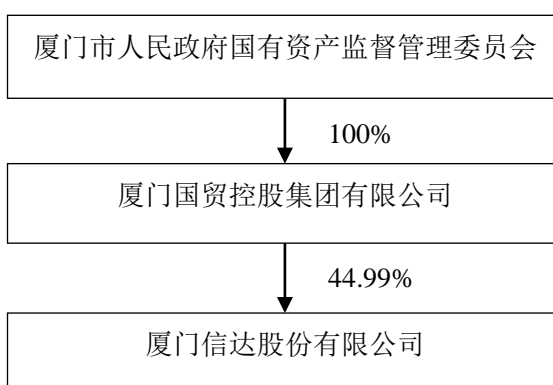 厦门市人民政府国有资产监督管理委员会
100%
厦门国贸控股集团有限公司
44.99%
厦门信达股份有限公司